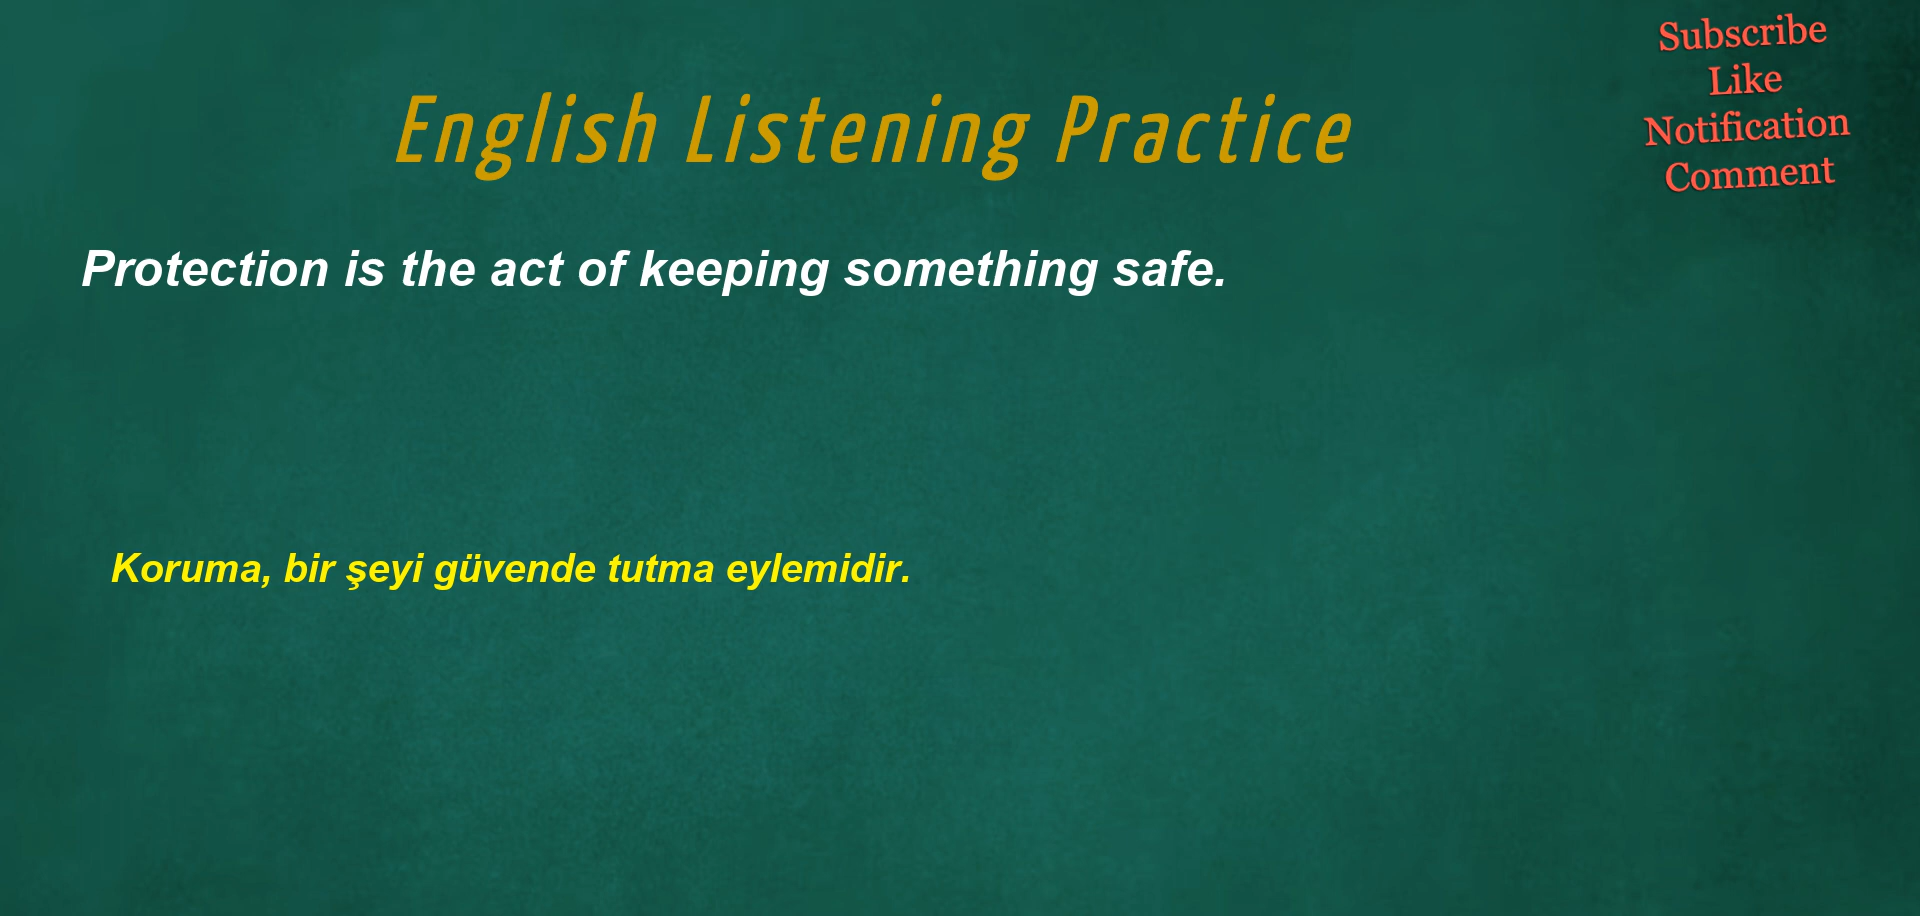 English Listening Practice
Subscribe
Like
Notification
Comment
Protection is the act of keeping something safe.
Koruma, bir şeyi güvende tutma eylemidir.